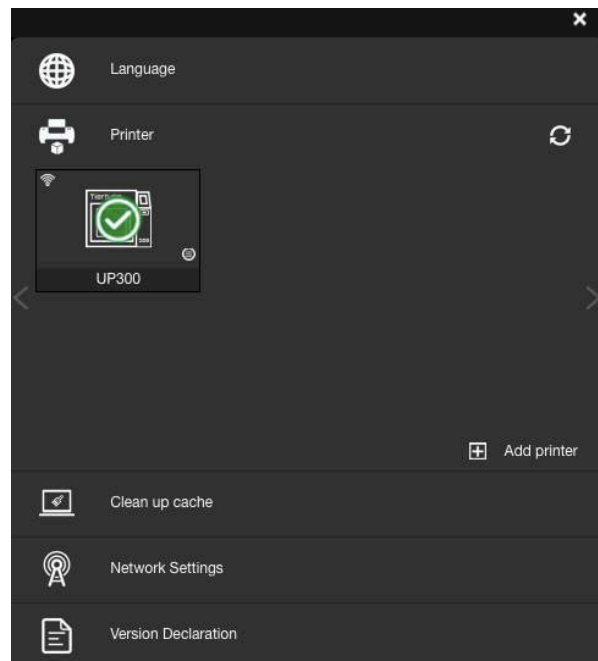 Language
Printer
UP300
Add printer
Clean up cache
Network Settings
Version Declaration